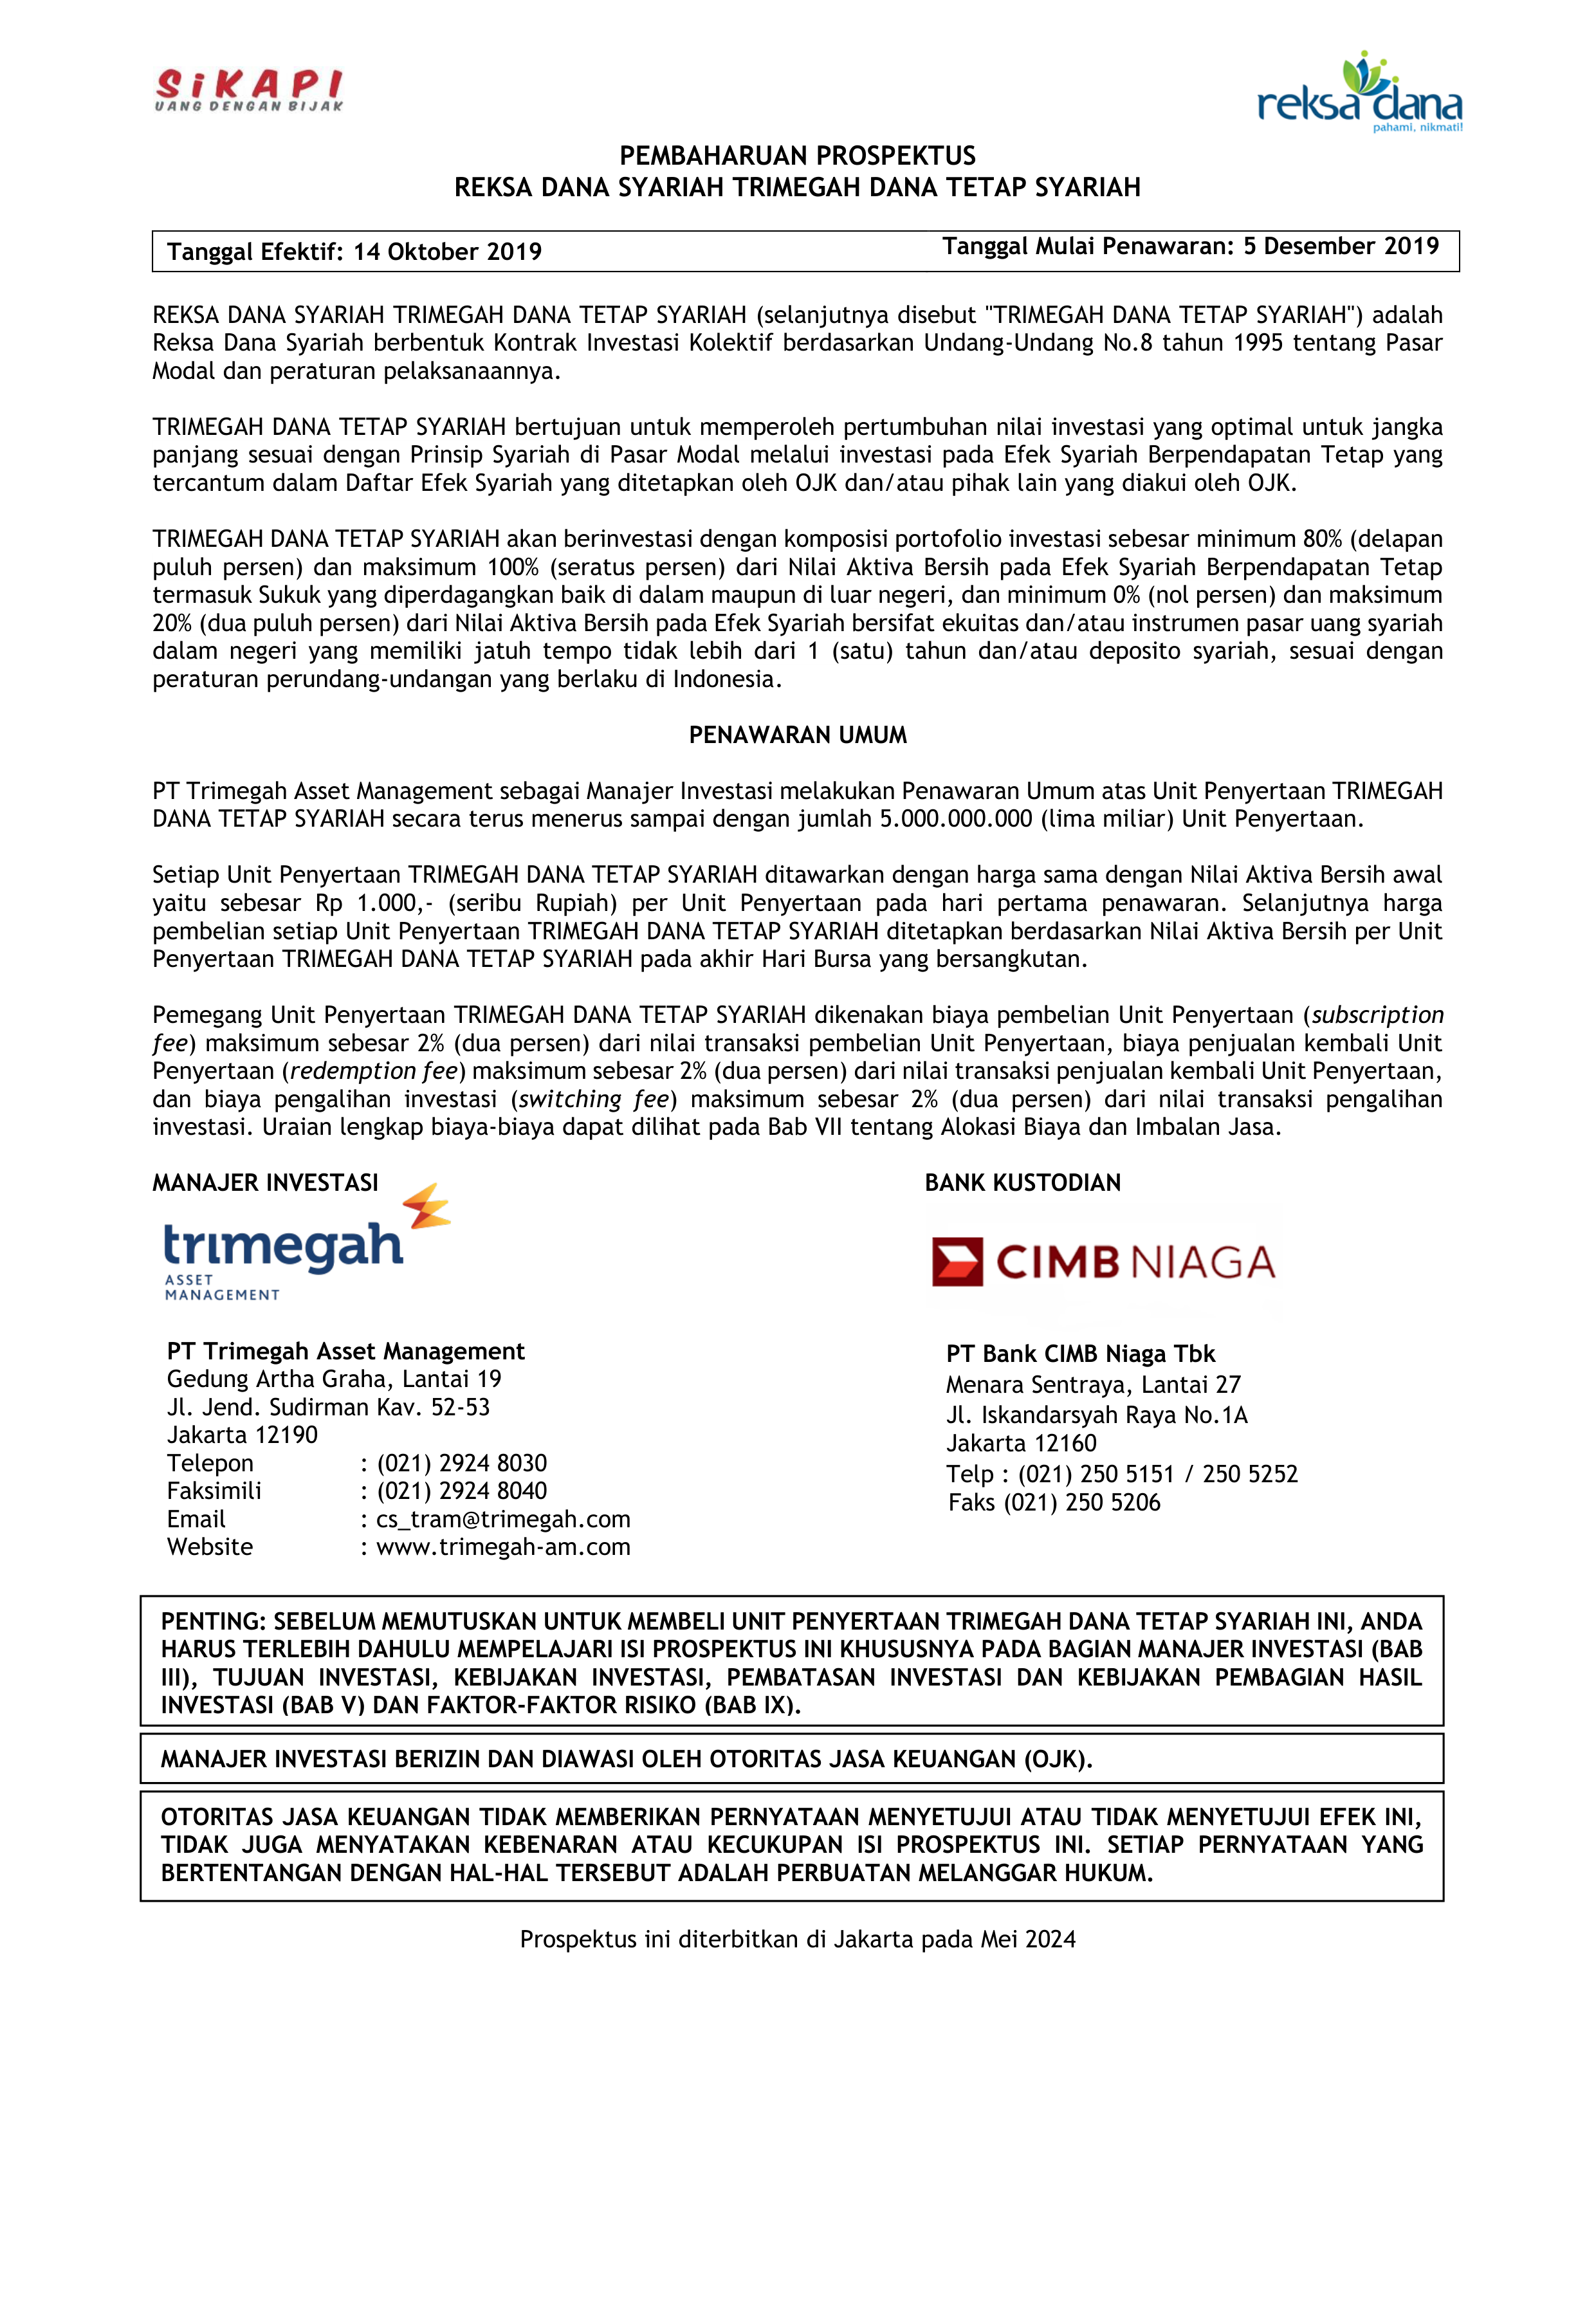 SiKAPI
UANG DENGAN BIJAK
reksa dana
pahami, nikmati!
PEMBAHARUAN PROSPEKTUS
REKSA DANA SYARIAH TRIMEGAH DANA TETAP SYARIAH
Tanggal Efektif: 14 Oktober 2019
Tanggal Mulai Penawaran: 5 Desember 2019
REKSA DANA SYARIAH TRIMEGAH DANA TETAP SYARIAH (selanjutnya disebut "TRIMEGAH DANA TETAP SYARIAH") adalah
Reksa Dana Syariah berbentuk Kontrak Investasi Kolektif berdasarkan Undang-Undang No.8 tahun 1995 tentang Pasar
Modal dan peraturan pelaksanaannya.
TRIMEGAH DANA TETAP SYARIAH bertujuan untuk memperoleh pertumbuhan nilai investasi yang optimal untuk jangka
panjang sesuai dengan Prinsip Syariah di Pasar Modal melalui investasi pada Efek Syariah Berpendapatan Tetap yang
tercantum dalam Daftar Efek Syariah yang ditetapkan oleh OJK dan/atau pihak lain yang diakui oleh OJK.
TRIMEGAH DANA TETAP SYARIAH akan berinvestasi dengan komposisi portofolio investasi sebesar minimum 80% (delapan
puluh persen) dan maksimum 100% (seratus persen) dari Nilai Aktiva Bersih pada Efek Syariah Berpendapatan Tetap
termasuk Sukuk yang diperdagangkan baik di dalam maupun di luar negeri, dan minimum 0% (nol persen) dan maksimum
20% (dua puluh persen) dari Nilai Aktiva Bersih pada Efek Syariah bersifat ekuitas dan/atau instrumen pasar uang syariah
dalam negeri yang memiliki jatuh tempo tidak lebih dari 1 (satu) tahun dan/atau deposito syariah, sesuai dengan
peraturan perundang-undangan yang berlaku di Indonesia.
PENAWARAN UMUM
PT Trimegah Asset Management sebagai Manajer Investasi melakukan Penawaran Umum atas Unit Penyertaan TRIMEGAH
DANA TETAP SYARIAH secara terus menerus sampai dengan jumlah 5.000.000.000 (lima miliar) Unit Penyertaan.
Setiap Unit Penyertaan TRIMEGAH DANA TETAP SYARIAH ditawarkan dengan harga sama dengan Nilai Aktiva Bersih awal
yaitu sebesar Rp 1.000,- (seribu Rupiah) per Unit Penyertaan pada hari pertama penawaran. Selanjutnya harga
pembelian setiap Unit Penyertaan TRIMEGAH DANA TETAP SYARIAH ditetapkan berdasarkan Nilai Aktiva Bersih per Unit
Penyertaan TRIMEGAH DANA TETAP SYARIAH pada akhir Hari Bursa yang bersangkutan.
Pemegang Unit Penyertaan TRIMEGAH DANA TETAP SYARIAH dikenakan biaya pembelian Unit Penyertaan (subscription
fee) maksimum sebesar 2% (dua persen) dari nilai transaksi pembelian Unit Penyertaan, biaya penjualan kembali Unit
Penyertaan (redemption fee) maksimum sebesar 2% (dua persen) dari nilai transaksi penjualan kembali Unit Penyertaan,
dan biaya pengalihan investasi (switching fee) maksimum sebesar 2% (dua persen) dari nilai transaksi pengalihan
investasi. Uraian lengkap biaya-biaya dapat dilihat pada Bab VII tentang Alokasi Biaya dan Imbalan Jasa.
MANAJER INVESTASI
trimegah
ASSET
MANAGEMENT
PT Trimegah Asset Management
Gedung Artha Graha, Lantai 19
Jl. Jend. Sudirman Kav. 52-53
Jakarta 12190
Telepon : (021) 2924 8030
Faksimili : (021) 2924 8040
Email : cs_tram@trimegah.com
Website : www.trimegah-am.com
BANK KUSTODIAN
CIMB NIAGA
PT Bank CIMB Niaga Tbk
Menara Sentraya, Lantai 27
Jl. Iskandarsyah Raya No.1A
Jakarta 12160
Telp : (021) 250 5151 / 250 5252
Faks (021) 250 5206
PENTING: SEBELUM MEMUTUSKAN UNTUK MEMBELI UNIT PENYERTAAN TRIMEGAH DANA TETAP SYARIAH INI, ANDA
HARUS TERLEBIH DAHULU MEMPELAJARI ISI PROSPEKTUS INI KHUSUSNYA PADA BAGIAN MANAJER INVESTASI (BAB
III), TUJUAN INVESTASI, KEBIJAKAN INVESTASI, PEMBATASAN INVESTASI DAN KEBIJAKAN PEMBAGIAN HASIL
INVESTASI (BAB V) DAN FAKTOR-FAKTOR RISIKO (BAB IX).
MANAJER INVESTASI BERIZIN DAN DIAWASI OLEH OTORITAS JASA KEUANGAN (OJK).
OTORITAS JASA KEUANGAN TIDAK MEMBERIKAN PERNYATAAN MENYETUJUI ATAU TIDAK MENYETUJUI EFEK INI,
TIDAK JUGA MENYATAKAN KEBENARAN ATAU KECUKUPAN ISI PROSPEKTUS INI. SETIAP PERNYATAAN YANG
BERTENTANGAN DENGAN HAL-HAL TERSEBUT ADALAH PERBUATAN MELANGGAR HUKUM.
Prospektus ini diterbitkan di Jakarta pada Mei 2024